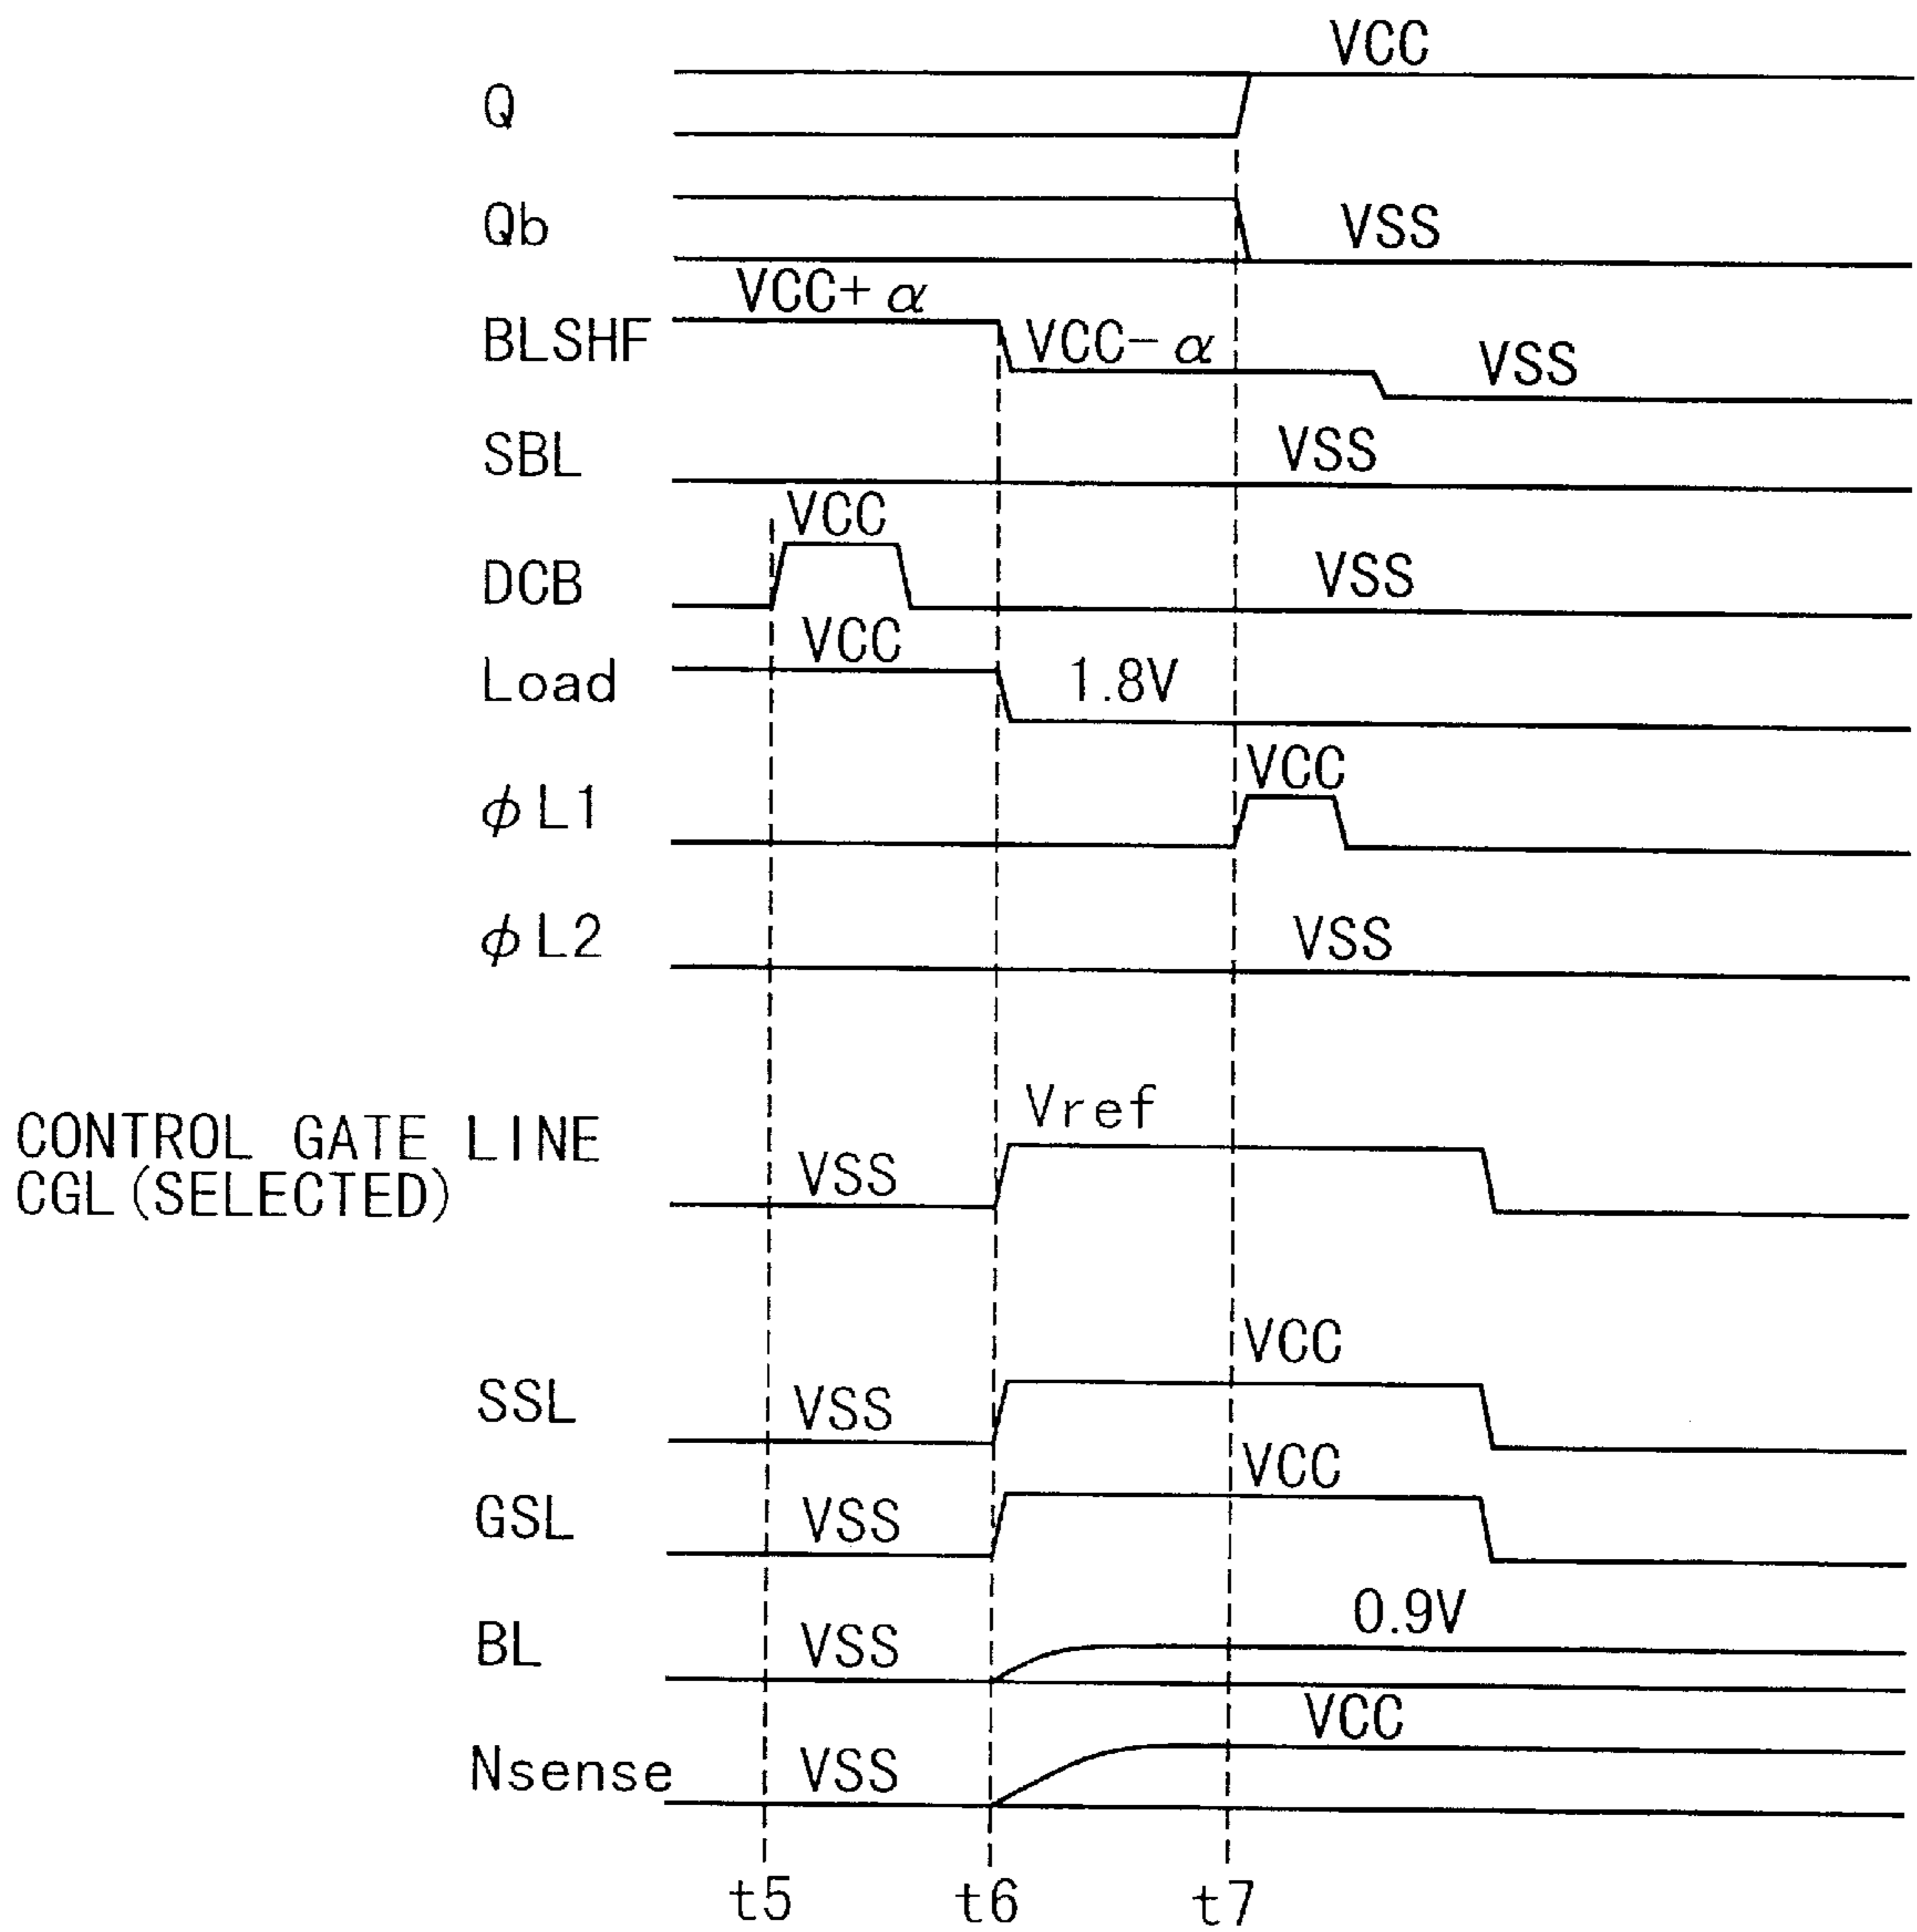 VCC
Q
Qb VSS
VCC+α
BLSHF VCC-α VSS
SBL VSS
VCC
DCB VSS
VCC
Load 1.8V
VCC
φL1
φL2 VSS
Vref
CONTROL GATE LINE
CGL(SELECTED) VSS
VCC
SSL VSS
VCC
GSL VSS
0.9V
BL VSS
VCC
Nsense VSS
t5 t6 t7